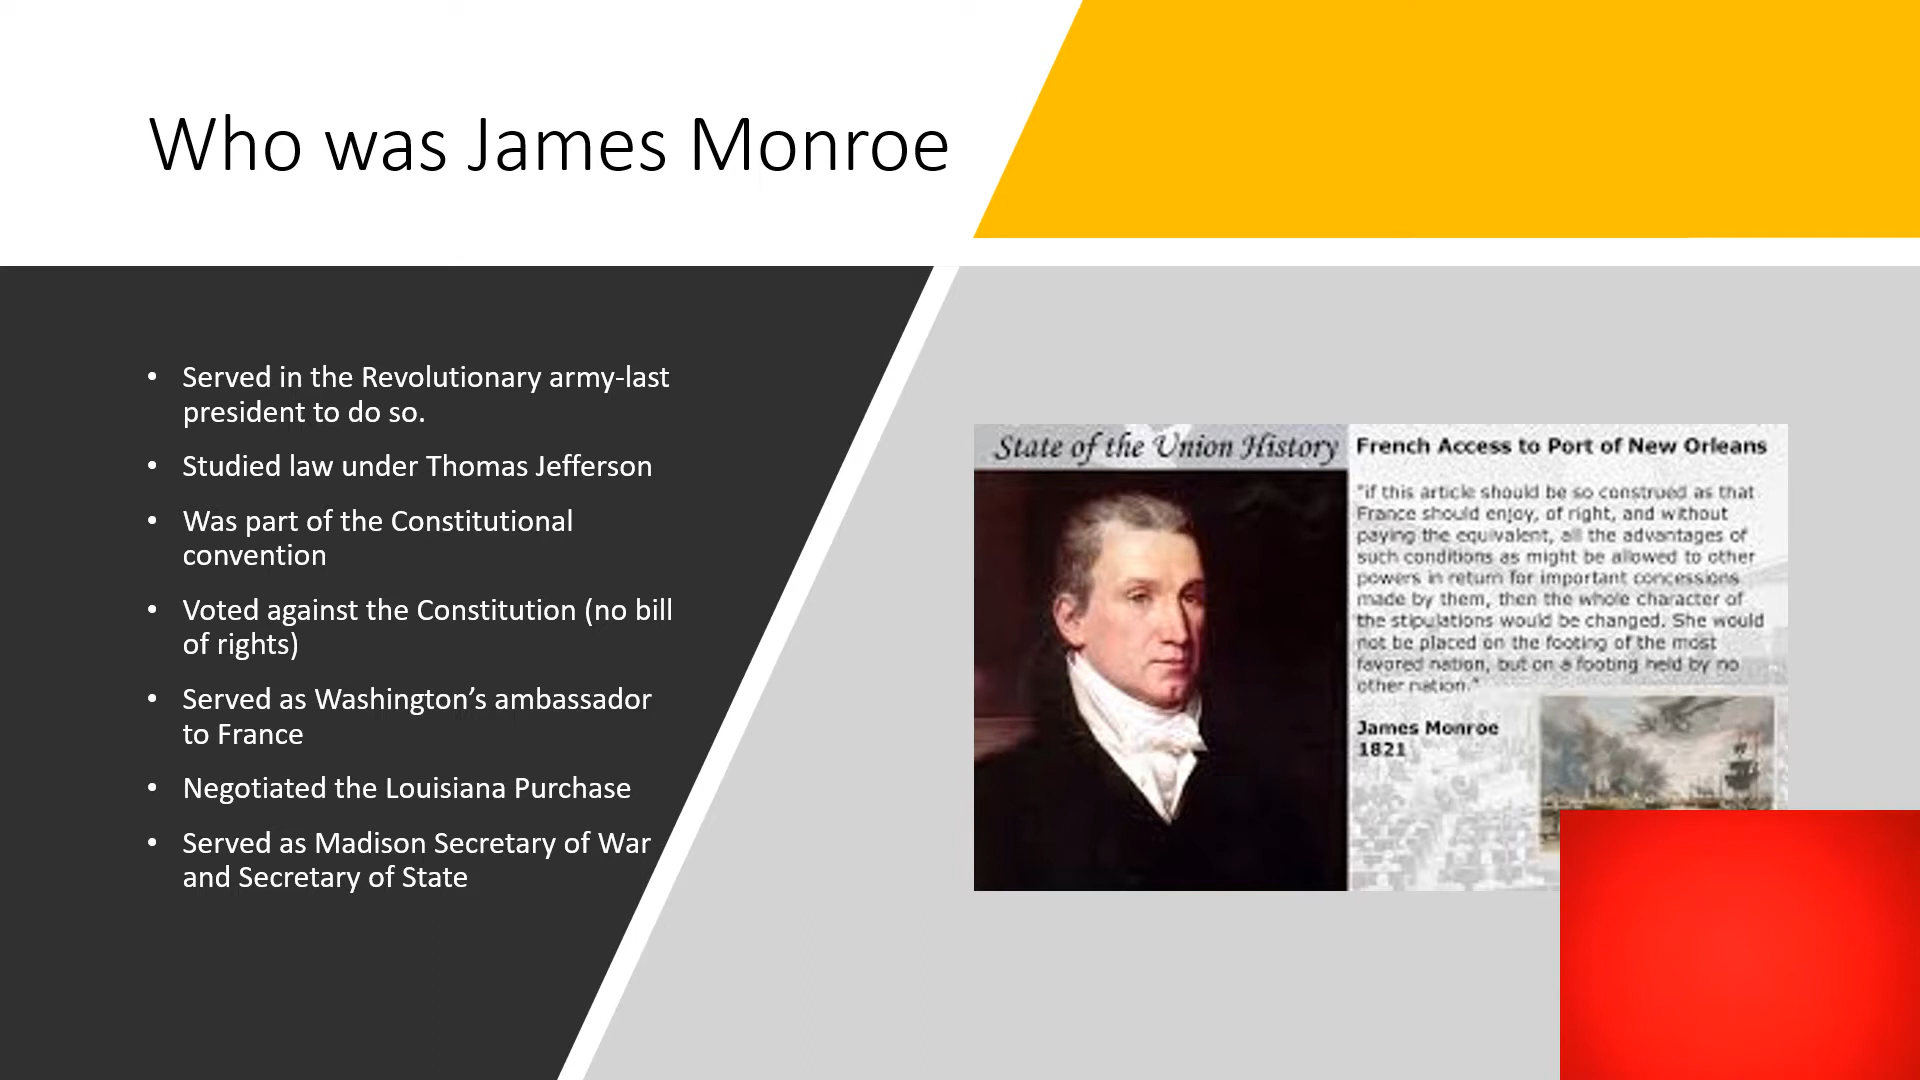 Who was James Monroe
• Served in the Revolutionary army-last
president to do so.
• Studied law under Thomas Jefferson
• Was part of the Constitutional
convention
• Voted against the Constitution (no bill
of rights)
• Served as Washington’s ambassador
to France
• Negotiated the Louisiana Purchase
• Served as Madison Secretary of War
and Secretary of State
State of the Union History
French Access to Port of New Orleans
"if this article should be so construed as that
France should enjoy, of right, and without
paying the equivalent, all the advantages of
such conditions as might be allowed to other
powers in return for important concessions
made by them, then the whole character of
the stipulations would be changed. She would
not be placed on the footing of the most
favored nation, but on a footing held by no
other nation."
James Monroe
1821